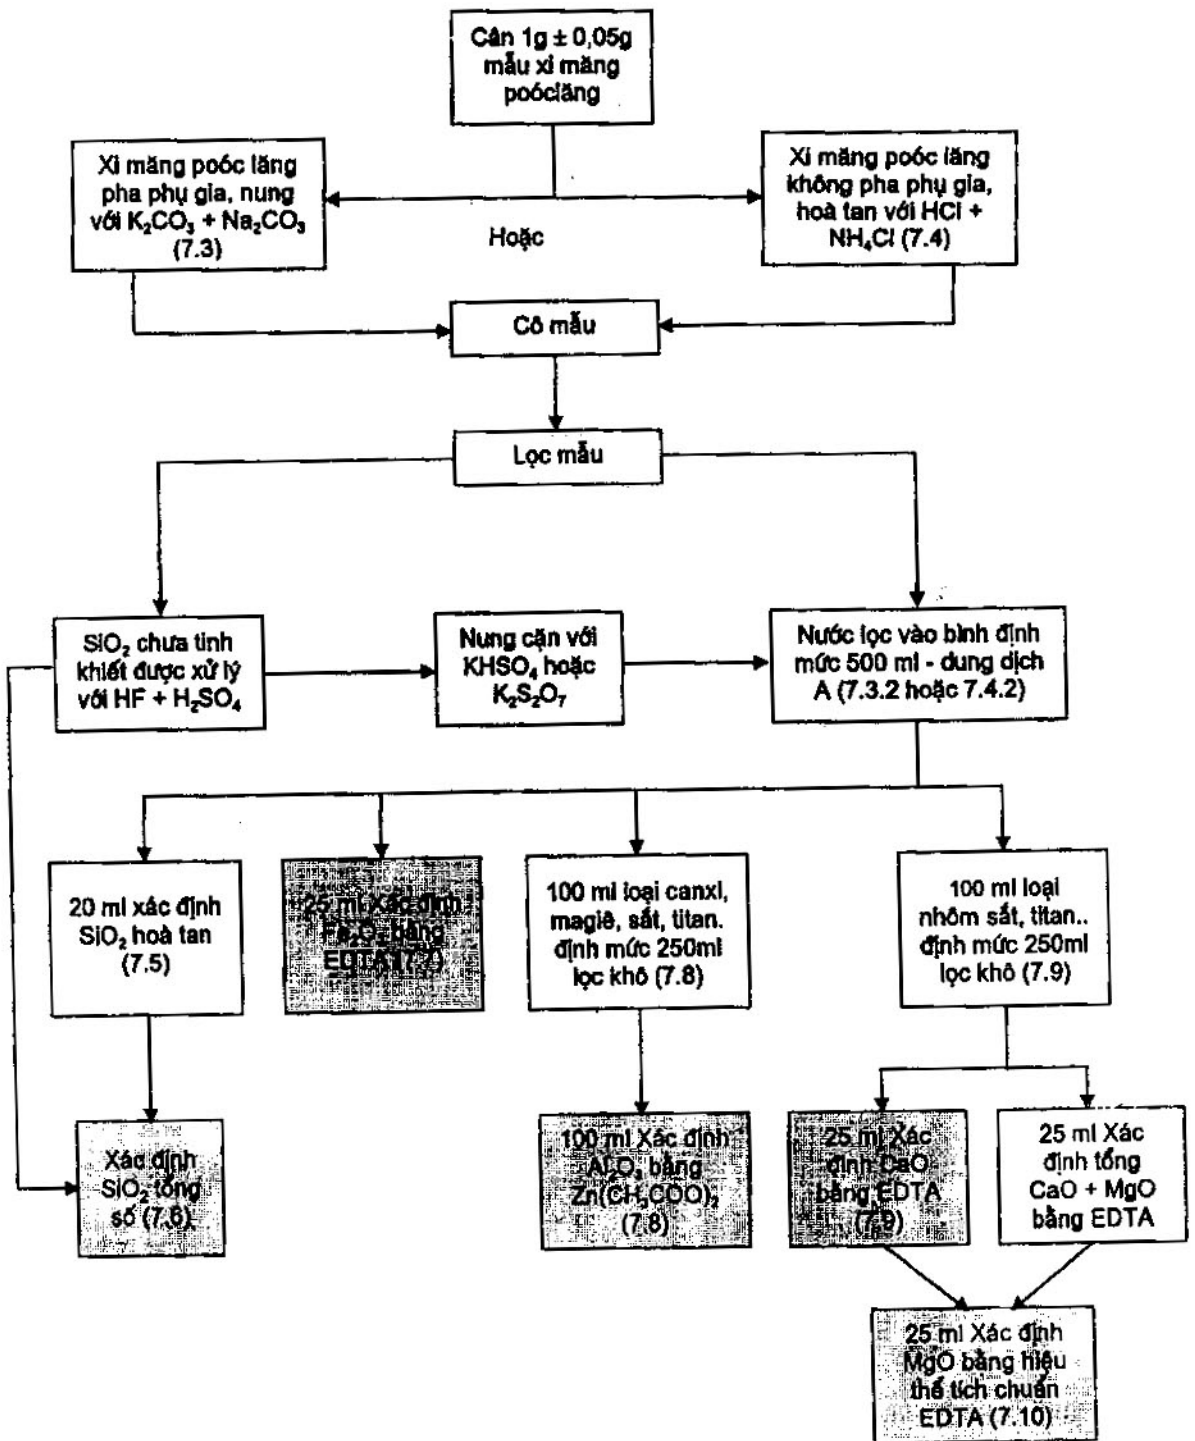 Cân 1g ± 0,05g
mẫu xi măng
poóclăng
Xi măng poóc lăng
pha phụ gia, nung
với K₂CO₃ + Na₂CO₃
(7.3)
Hoặc
Xi măng poóc lăng
không pha phụ gia,
hoà tan với HCl +
NH₄Cl (7.4)
Cô mẫu
Lọc mẫu
SiO₂ chưa tinh
khiết được xử lý
với HF + H₂SO₄
Nung cặn với
KHSO₄ hoặc
K₂S₂O₇
Nước lọc vào bình định
mức 500 ml - dung dịch
A (7.3.2 hoặc 7.4.2)
20 ml xác định
SiO₂ hoà tan
(7.5)
25 ml Xác định
Fe₂O₃ bằng
EDTA (7.7)
100 ml loại canxi,
magiê, sắt, titan.
định mức 250ml
lọc khô (7.8)
100 ml loại
nhôm sắt, titan..
định mức 250ml
lọc khô (7.9)
Xác định
SiO₂ tổng
số (7.6)
100 ml Xác định
Al₂O₃ bằng
Zn(CH₃COO)₂
(7.8)
25 ml Xác
định CaO
bằng EDTA
(7.9)
25 ml Xác
định tổng
CaO + MgO
bằng EDTA
25 ml Xác định
MgO bằng hiệu
thể tích chuẩn
EDTA (7.10)